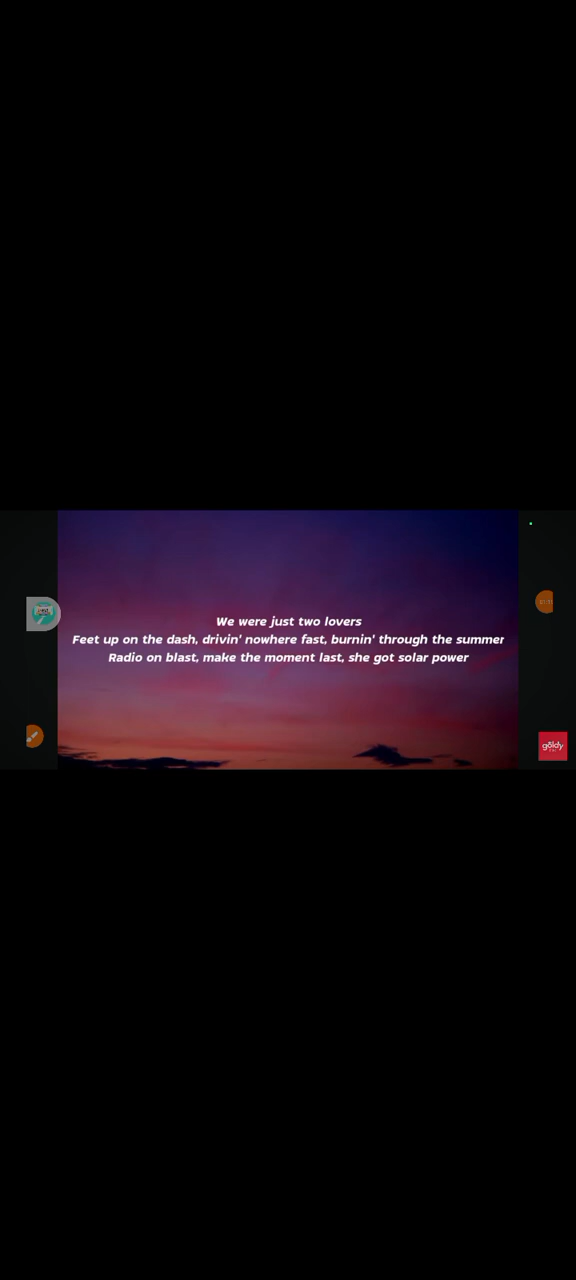 We were just two lovers
Feet up on the dash, drivin' nowhere fast, burnin' through the summer
Radio on blast, make the moment last, she got solar power
göldy